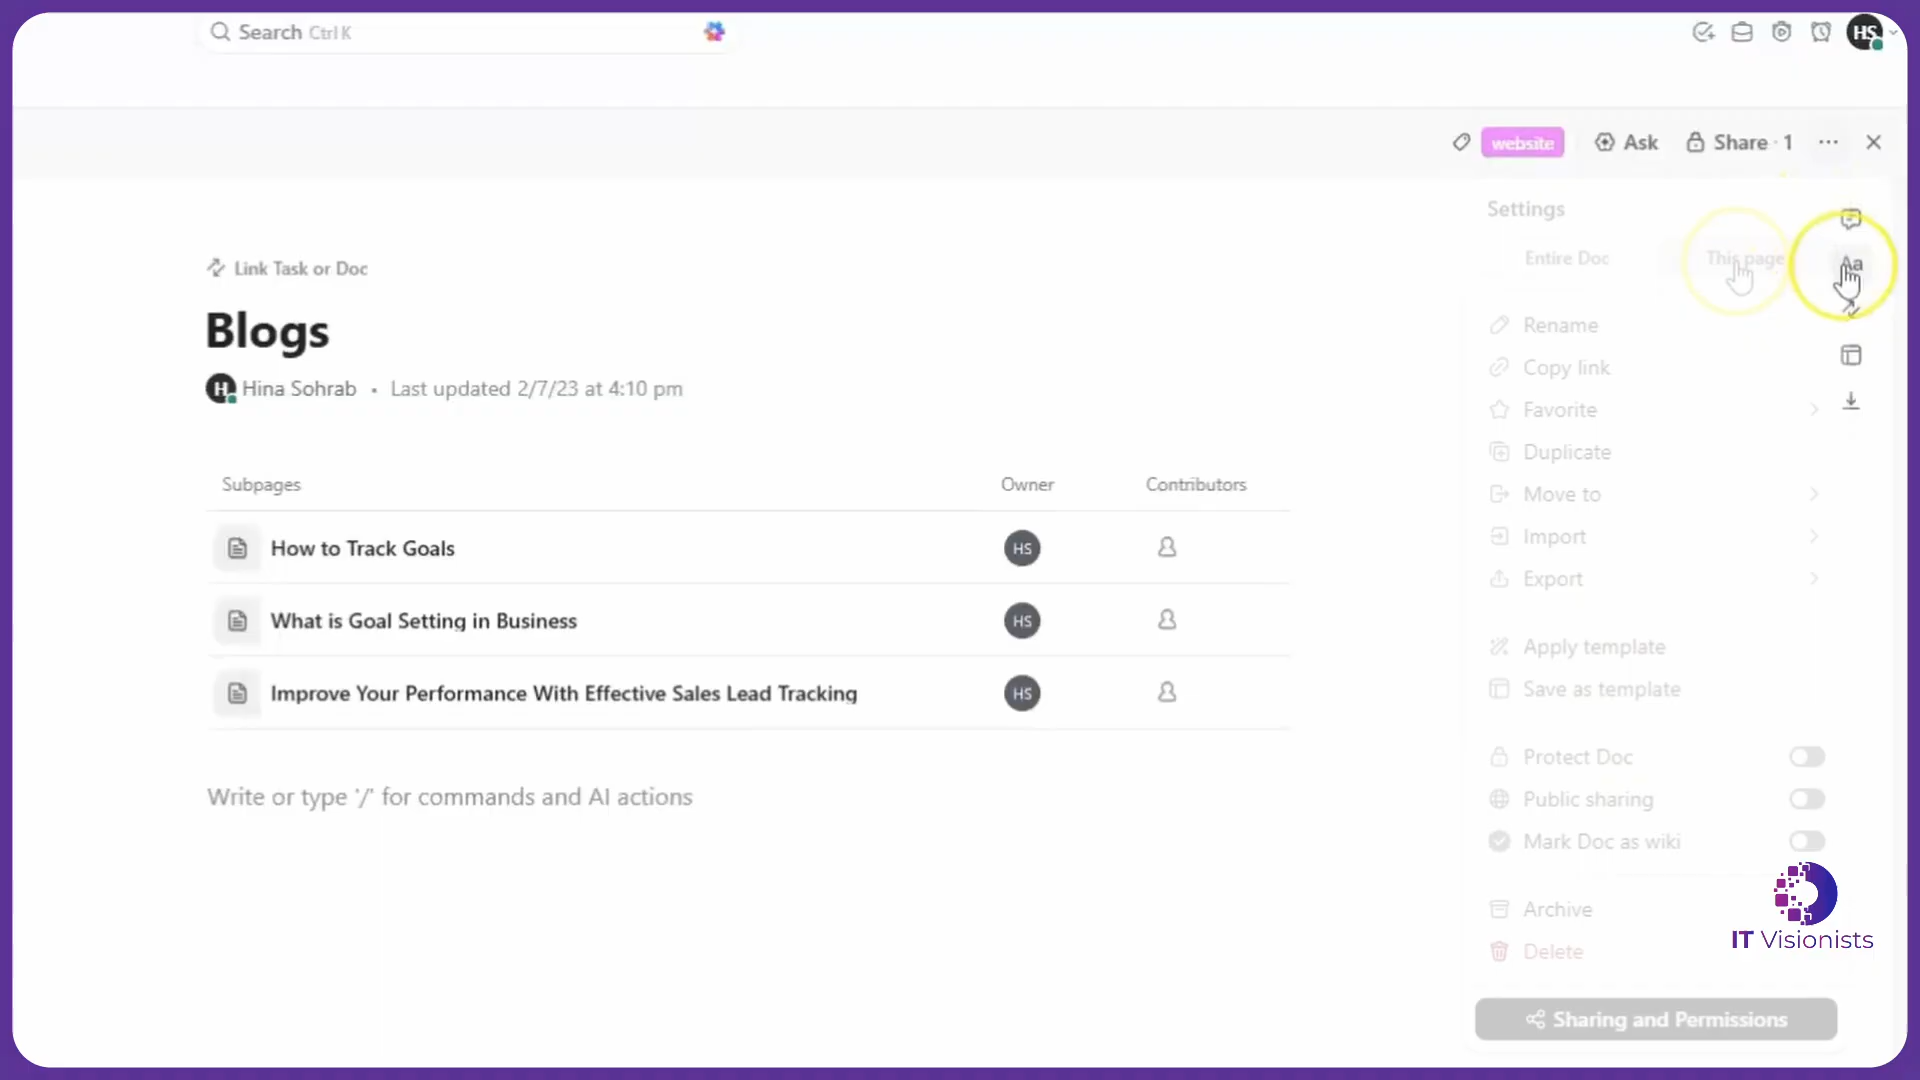 Search Ctrl K
HS
website Ask Share · 1
Settings
Entire Doc This page
Aa
Link Task or Doc
Blogs
H Hina Sohrab • Last updated 2/7/23 at 4:10 pm
Subpages Owner Contributors
How to Track Goals HS
What is Goal Setting in Business HS
Improve Your Performance With Effective Sales Lead Tracking HS
Write or type '/' for commands and AI actions
Rename
Copy link
Favorite
Duplicate
Move to
Import
Export
Apply template
Save as template
Protect Doc
Public sharing
Mark Doc as wiki
Archive
Delete
IT Visionists
Sharing and Permissions